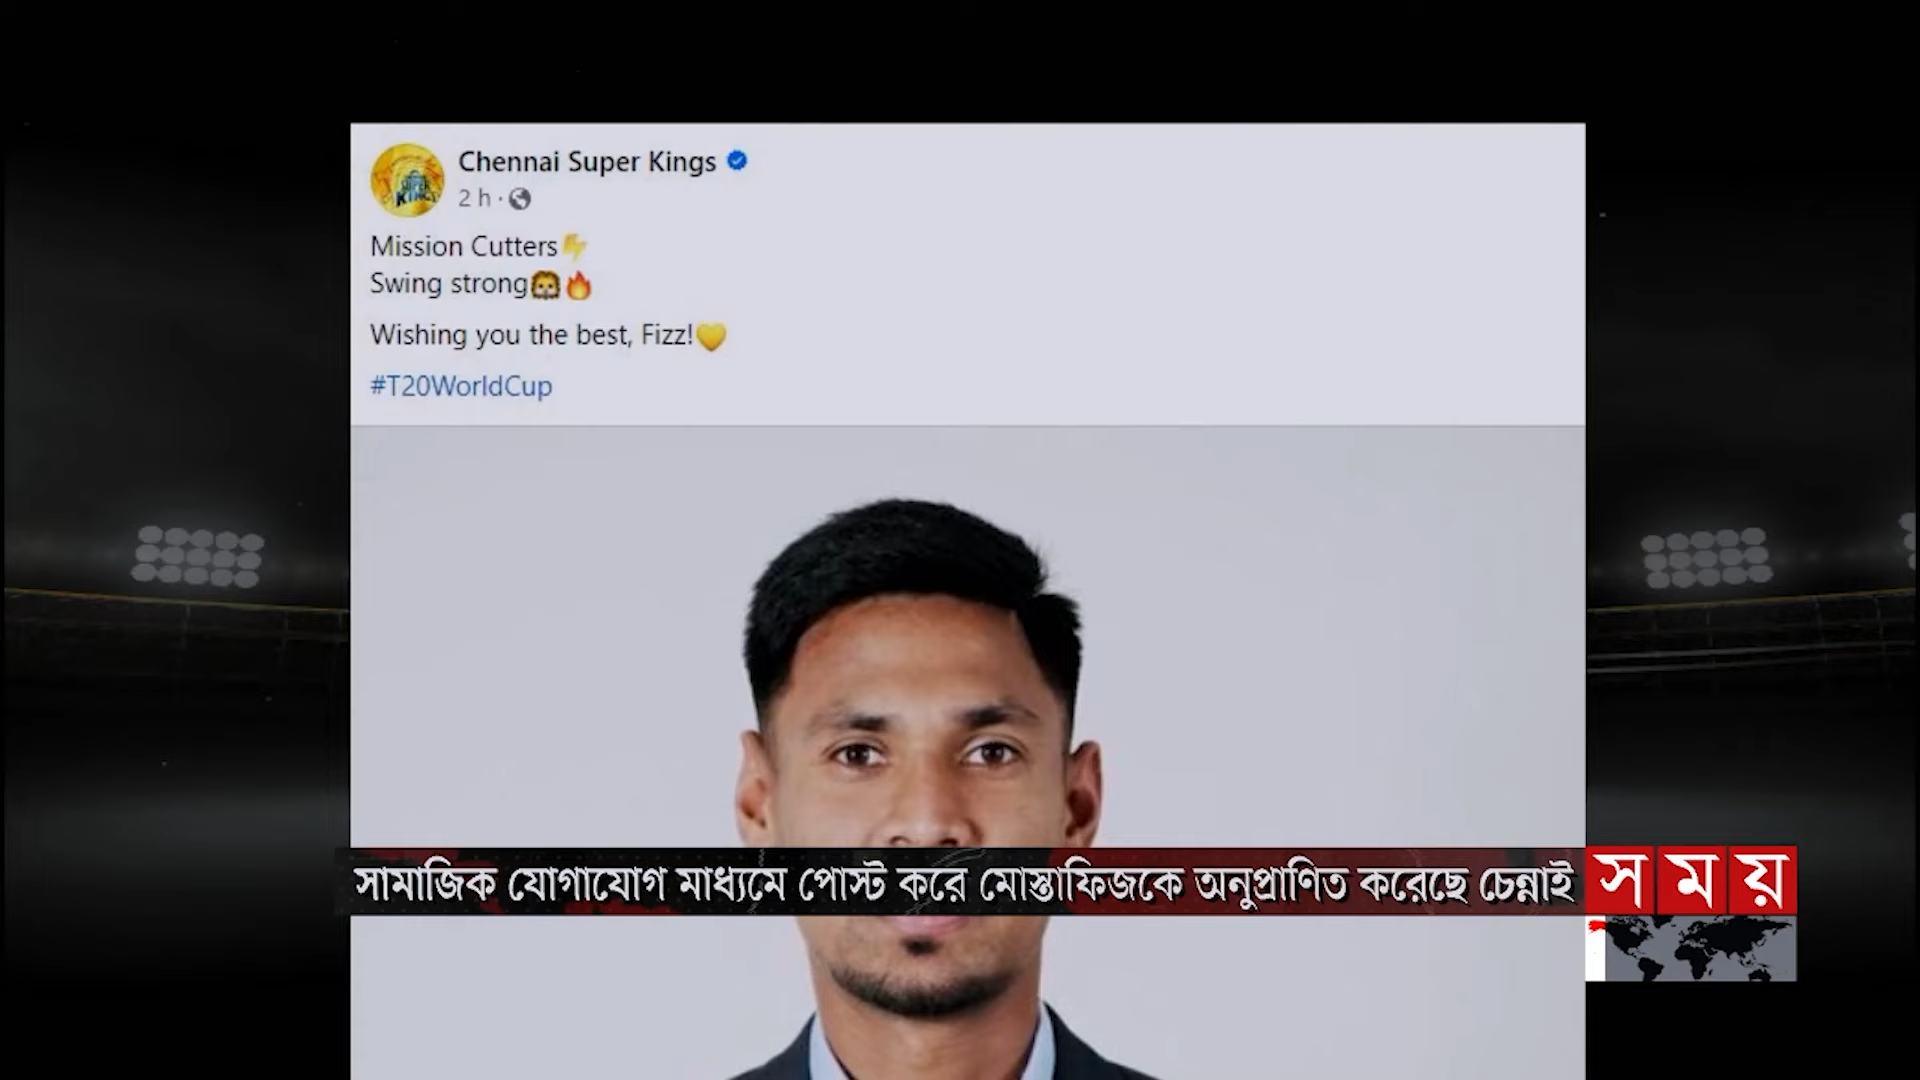 Chennai Super Kings
2 h ·
Mission Cutters⚡
Swing strong🦁🔥
Wishing you the best, Fizz!💛
#T20WorldCup
সামাজিক যোগাযোগ মাধ্যমে পোস্ট করে মোস্তাফিজকে অনুপ্রাণিত করেছে চেন্নাই
সময়